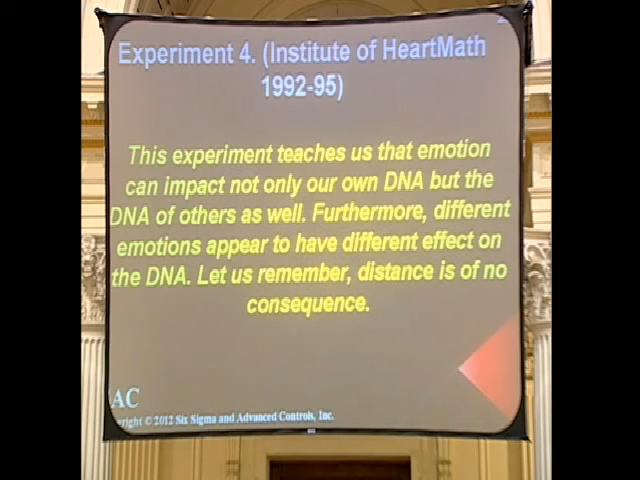 Experiment 4. (Institute of HeartMath
1992-95)
This experiment teaches us that emotion
can impact not only our own DNA but the
DNA of others as well. Furthermore, different
emotions appear to have different effect on
the DNA. Let us remember, distance is of no
consequence.
AC
© 2012 Six Sigma and Advanced Controls, Inc.